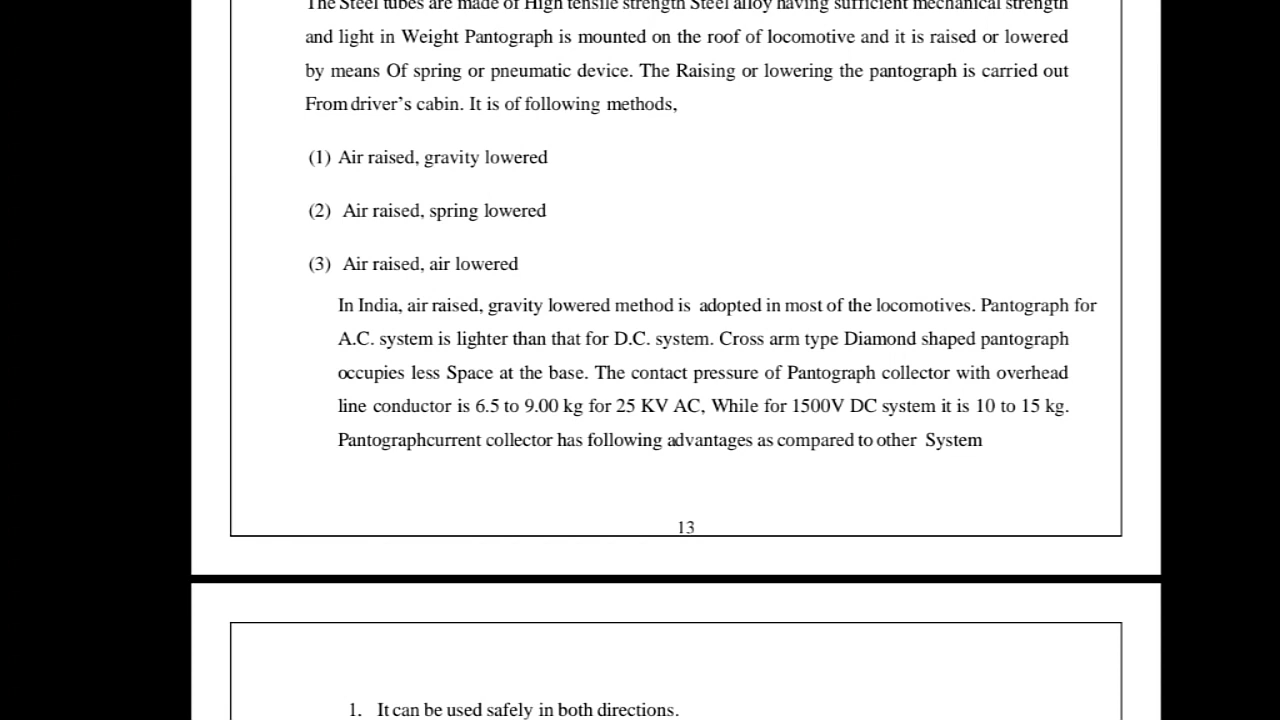 The Steel tubes are made of High tensile strength Steel alloy having sufficient mechanical strength
and light in Weight Pantograph is mounted on the roof of locomotive and it is raised or lowered
by means Of spring or pneumatic device. The Raising or lowering the pantograph is carried out
From driver’s cabin. It is of following methods,
(1) Air raised, gravity lowered
(2) Air raised, spring lowered
(3) Air raised, air lowered
In India, air raised, gravity lowered method is adopted in most of the locomotives. Pantograph for
A.C. system is lighter than that for D.C. system. Cross arm type Diamond shaped pantograph
occupies less Space at the base. The contact pressure of Pantograph collector with overhead
line conductor is 6.5 to 9.00 kg for 25 KV AC, While for 1500V DC system it is 10 to 15 kg.
Pantographcurrent collector has following advantages as compared to other System
13
1. It can be used safely in both directions.